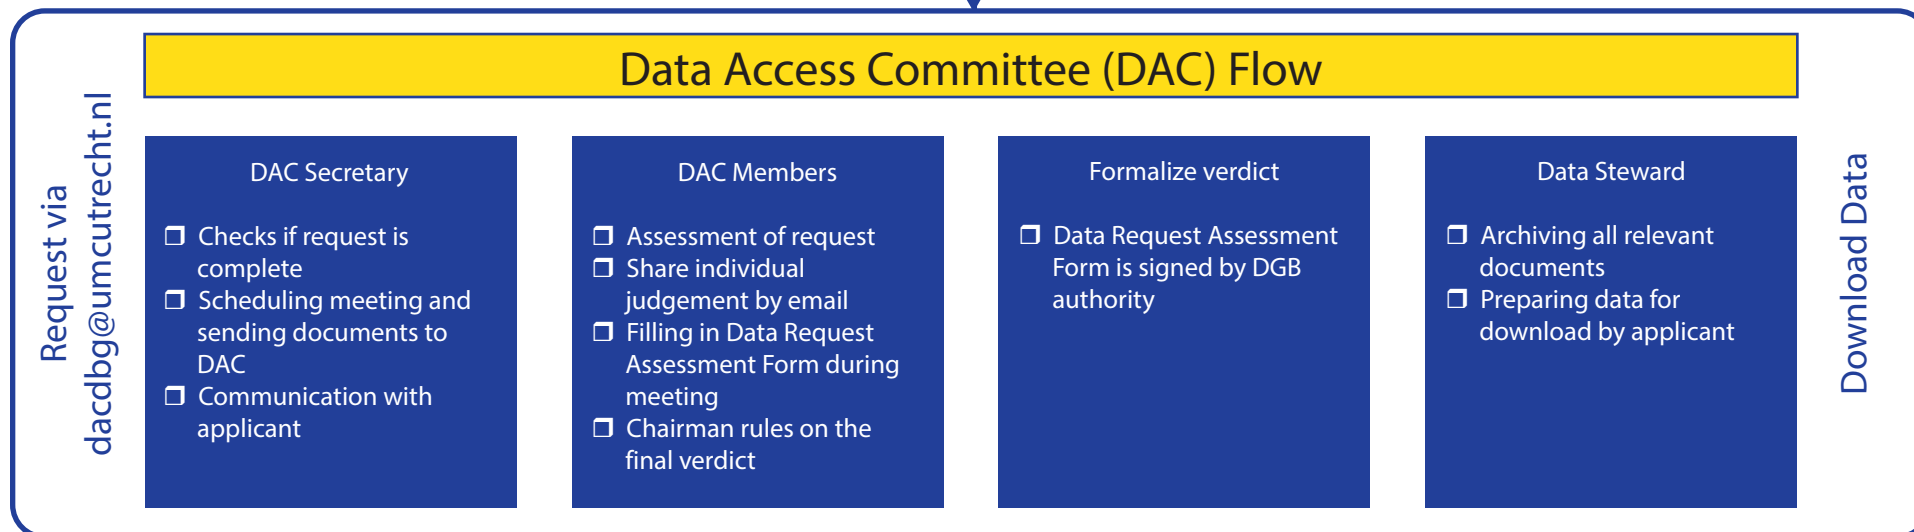 Data Access Committee (DAC) Flow
Request via
dacdbg@umcutrecht.nl
DAC Secretary
❒ Checks if request is
complete
❒ Scheduling meeting and
sending documents to
DAC
❒ Communication with
applicant
DAC Members
❒ Assessment of request
❒ Share individual
judgement by email
❒ Filling in Data Request
Assessment Form during
meeting
❒ Chairman rules on the
final verdict
Formalize verdict
❒ Data Request Assessment
Form is signed by DGB
authority
Data Steward
❒ Archiving all relevant
documents
❒ Preparing data for
download by applicant
Download Data